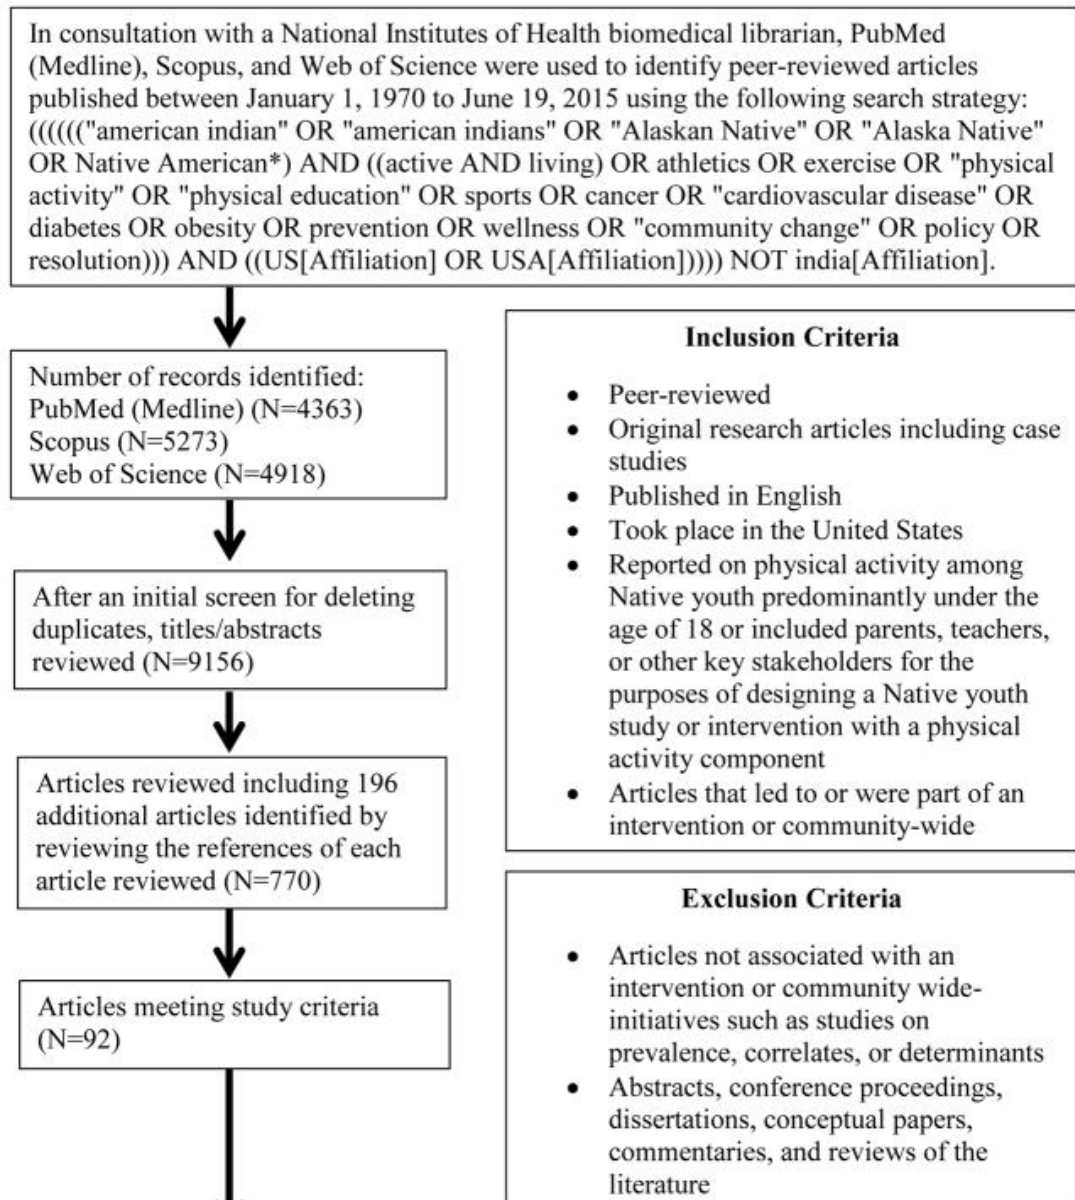 In consultation with a National Institutes of Health biomedical librarian, PubMed
(Medline), Scopus, and Web of Science were used to identify peer-reviewed articles
published between January 1, 1970 to June 19, 2015 using the following search strategy:
(((((("american indian" OR "american indians" OR "Alaskan Native" OR "Alaska Native"
OR Native American*) AND ((active AND living) OR athletics OR exercise OR "physical
activity" OR "physical education" OR sports OR cancer OR "cardiovascular disease" OR
diabetes OR obesity OR prevention OR wellness OR "community change" OR policy OR
resolution))) AND ((US[Affiliation] OR USA[Affiliation])))) NOT india[Affiliation].
Number of records identified:
PubMed (Medline) (N=4363)
Scopus (N=5273)
Web of Science (N=4918)
After an initial screen for deleting
duplicates, titles/abstracts
reviewed (N=9156)
Articles reviewed including 196
additional articles identified by
reviewing the references of each
article reviewed (N=770)
Articles meeting study criteria
(N=92)
Inclusion Criteria
• Peer-reviewed
• Original research articles including case
studies
• Published in English
• Took place in the United States
• Reported on physical activity among
Native youth predominantly under the
age of 18 or included parents, teachers,
or other key stakeholders for the
purposes of designing a Native youth
study or intervention with a physical
activity component
• Articles that led to or were part of an
intervention or community-wide
Exclusion Criteria
• Articles not associated with an
intervention or community wide-
initiatives such as studies on
prevalence, correlates, or determinants
• Abstracts, conference proceedings,
dissertations, conceptual papers,
commentaries, and reviews of the
literature